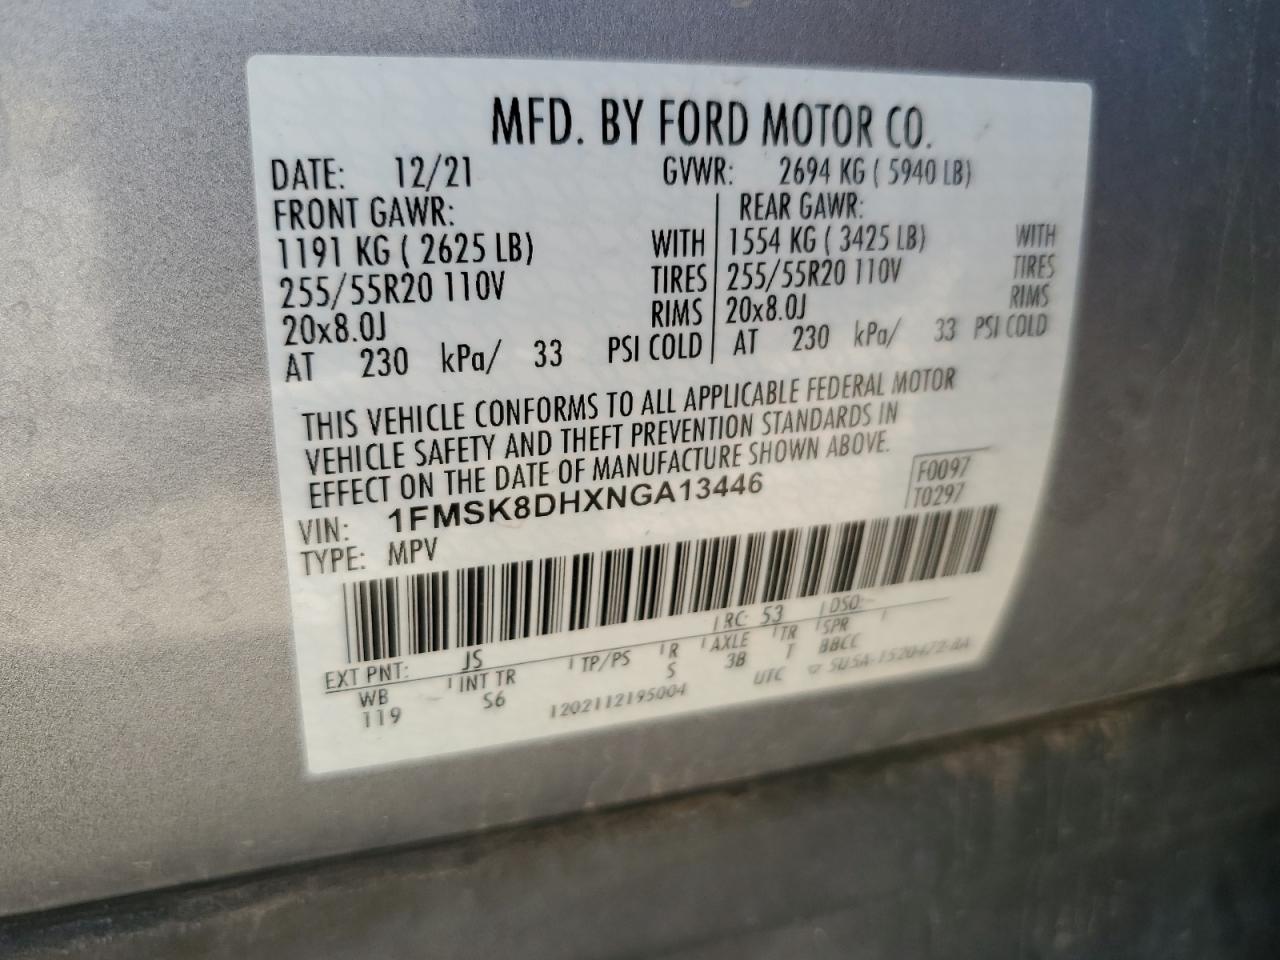 MFD. BY FORD MOTOR CO.
DATE: 12/21 GVWR: 2694 KG ( 5940 LB)
FRONT GAWR: REAR GAWR:
1191 KG ( 2625 LB) WITH 1554 KG ( 3425 LB) WITH
255/55R20 110V TIRES 255/55R20 110V TIRES
20x8.0J RIMS 20x8.0J RIMS
AT 230 kPa/ 33 PSI COLD AT 230 kPa/ 33 PSI COLD
THIS VEHICLE CONFORMS TO ALL APPLICABLE FEDERAL MOTOR
VEHICLE SAFETY AND THEFT PREVENTION STANDARDS IN
EFFECT ON THE DATE OF MANUFACTURE SHOWN ABOVE.
F0097
T0297
VIN: 1FMSK8DHXNGA13446
TYPE: MPV
EXT PNT: JS RC: 53 DSO:
WB INT TR TP/PS R AXLE TR SPR
119 S6 S 3B T BBCC
1202112195004 UTC